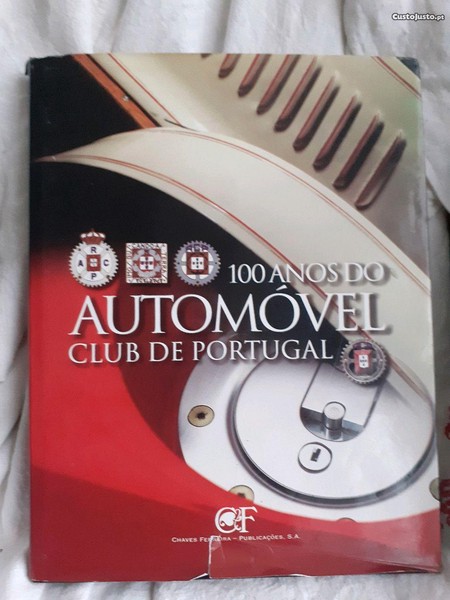 CustoJusto.pt
R
A C
P
100 ANOS DO
AUTOMÓVEL
CLUB DE PORTUGAL
CF
CHAVES FERREIRA – PUBLICAÇÕES, S.A.